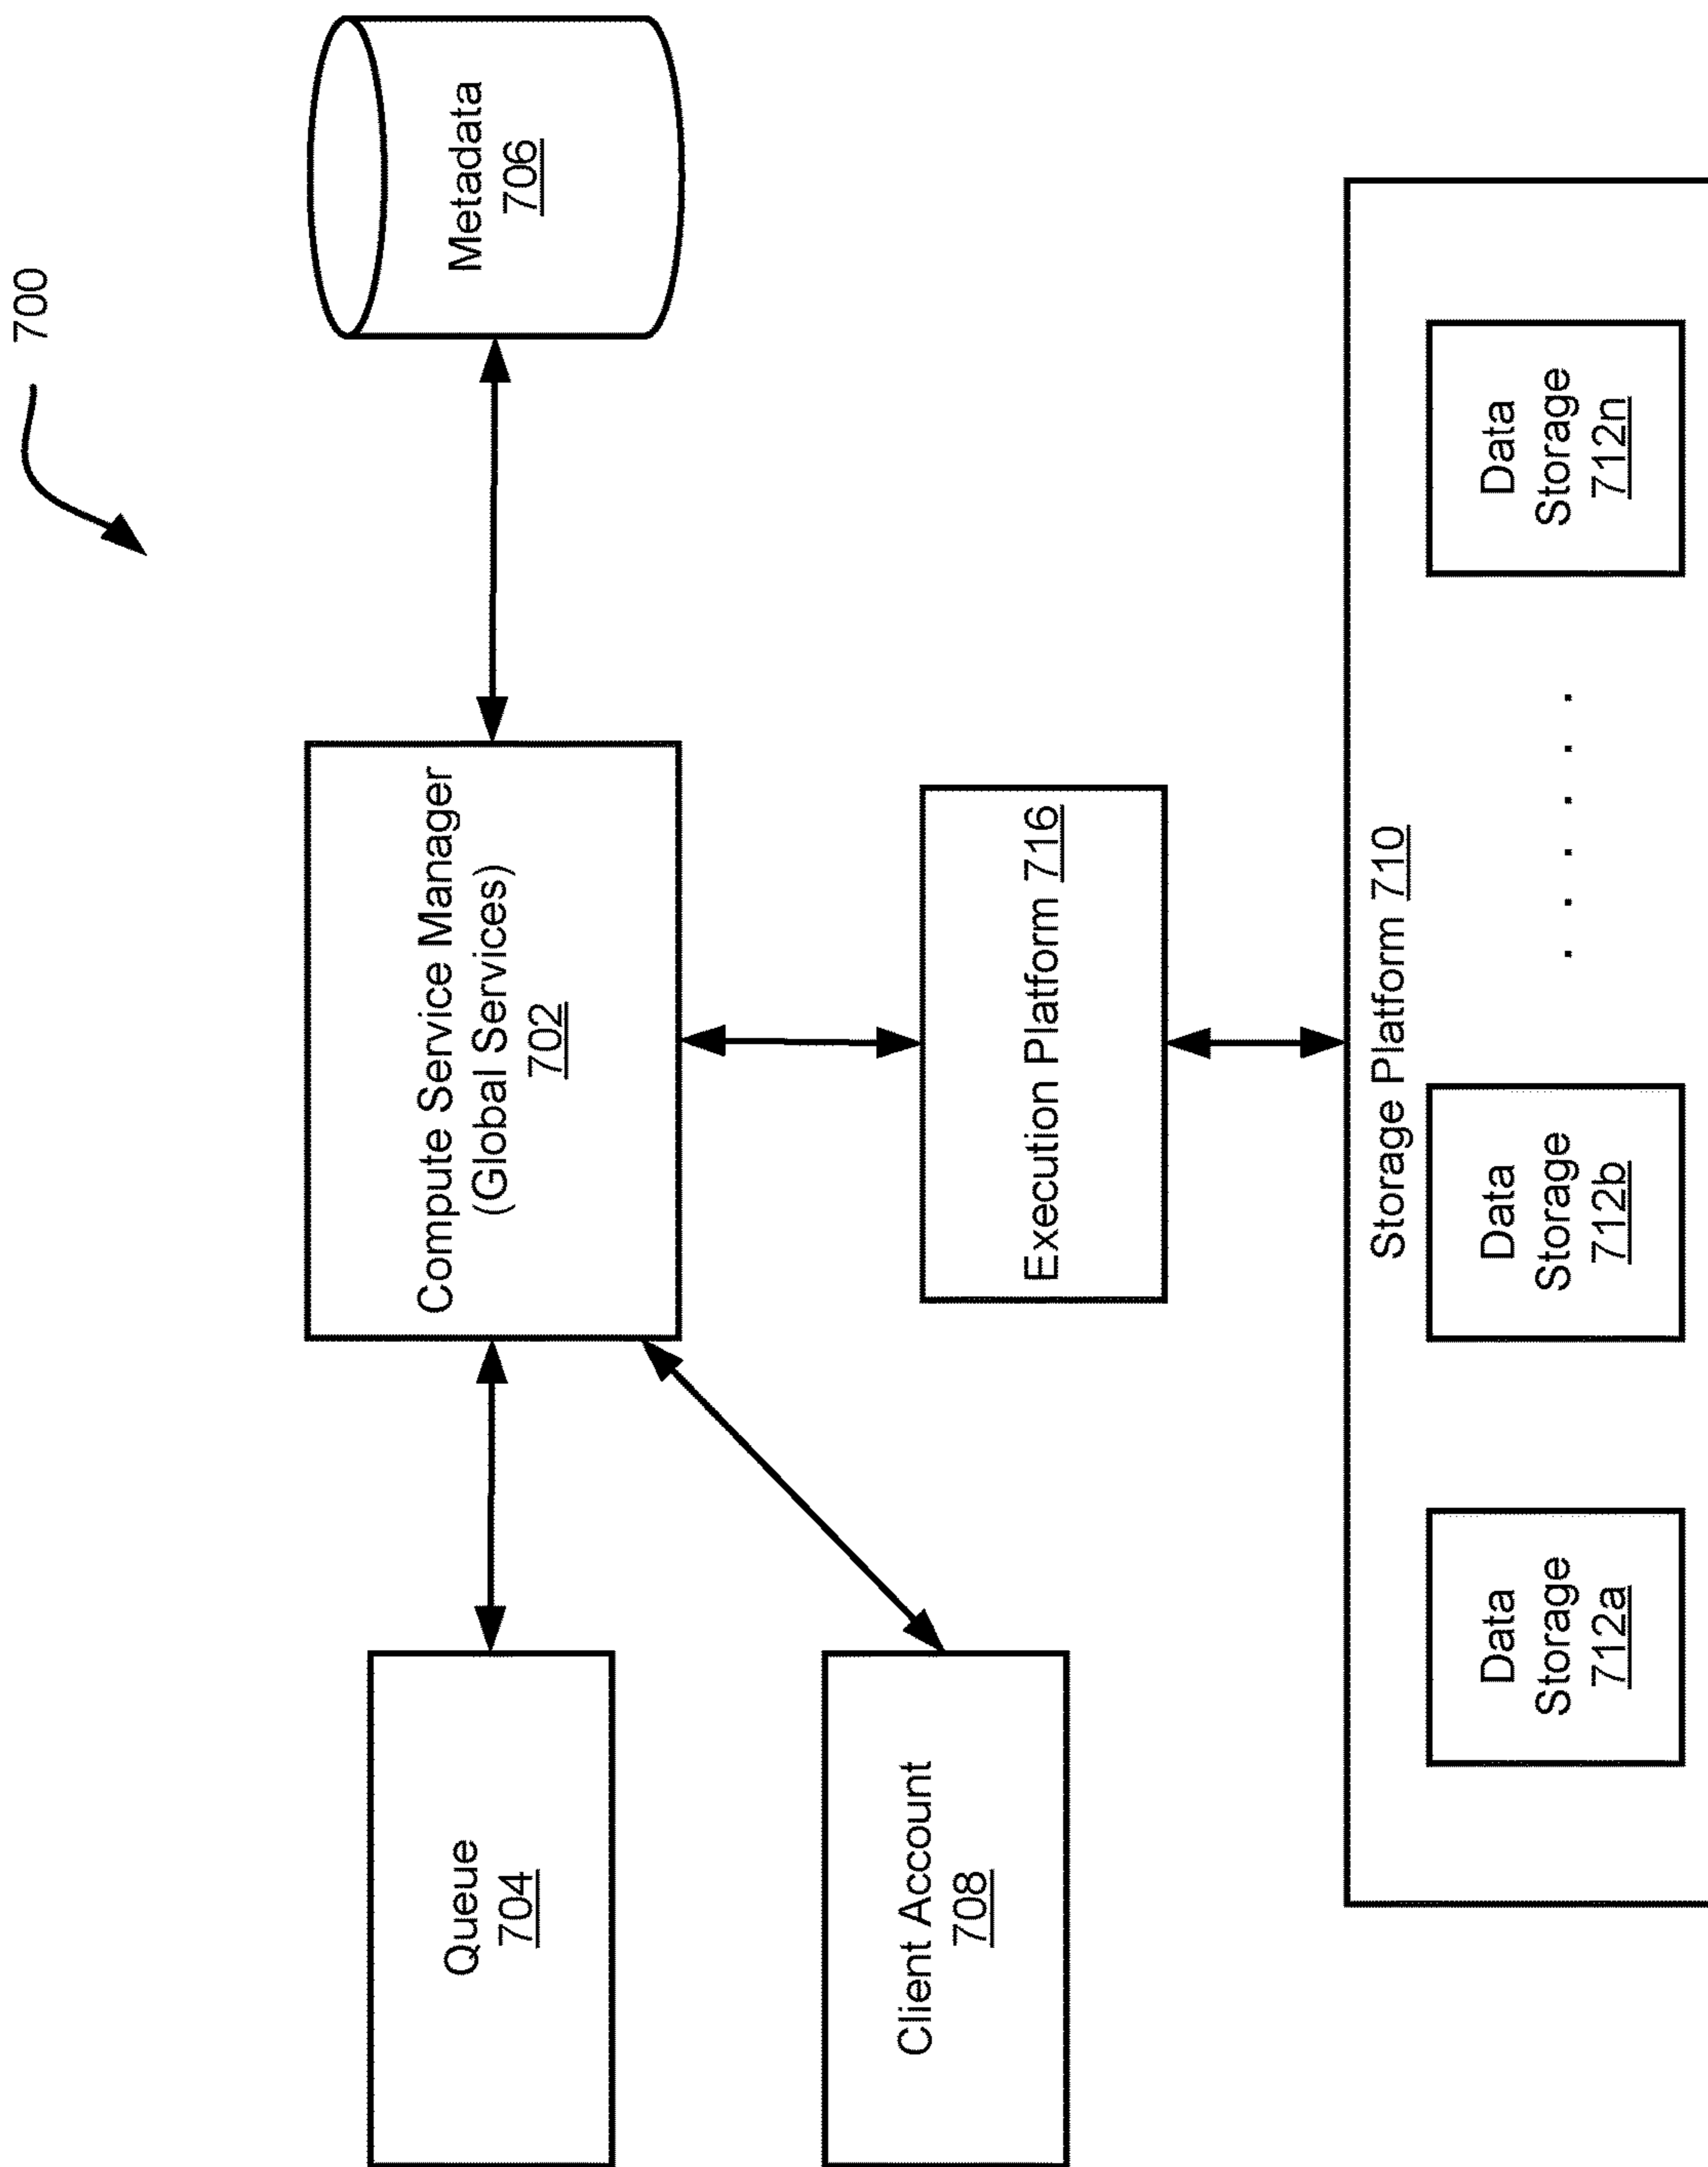 700
Queue
704
Compute Service Manager
(Global Services)
702
Metadata
706
Client Account
708
Execution Platform 716
Storage Platform 710
Data
Storage
712a
Data
Storage
712b
. . . . . .
Data
Storage
712n